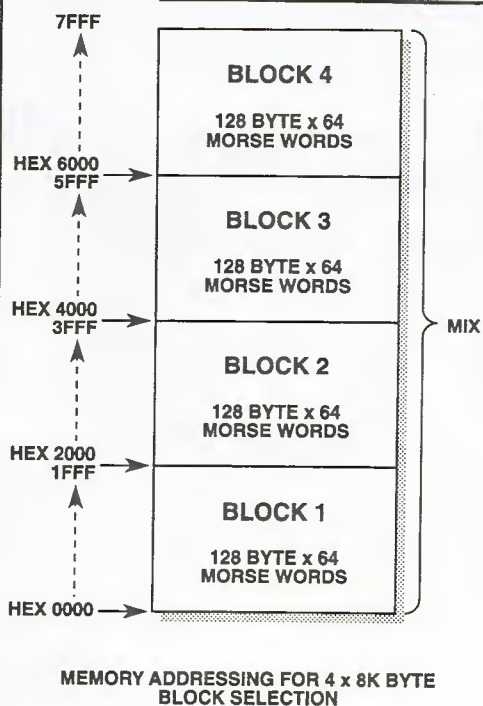 7FFF
BLOCK 4
128 BYTE x 64
MORSE WORDS
HEX 6000
5FFF
BLOCK 3
128 BYTE x 64
MORSE WORDS
HEX 4000
3FFF
MIX
BLOCK 2
128 BYTE x 64
MORSE WORDS
HEX 2000
1FFF
BLOCK 1
128 BYTE x 64
MORSE WORDS
HEX 0000
MEMORY ADDRESSING FOR 4 x 8K BYTE
BLOCK SELECTION